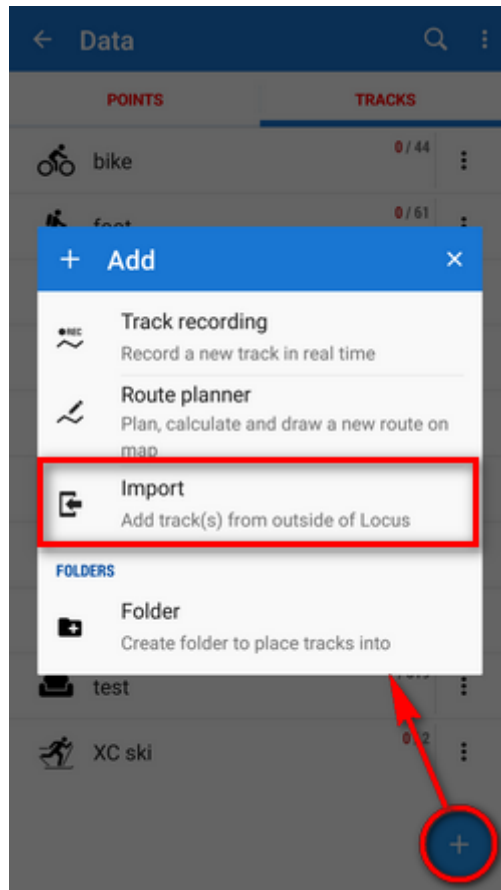 Data
POINTS
TRACKS
bike
0 / 44
foot
0 / 61
+ Add
Track recording
Record a new track in real time
Route planner
Plan, calculate and draw a new route on
map
Import
Add track(s) from outside of Locus
FOLDERS
Folder
Create folder to place tracks into
test
XC ski